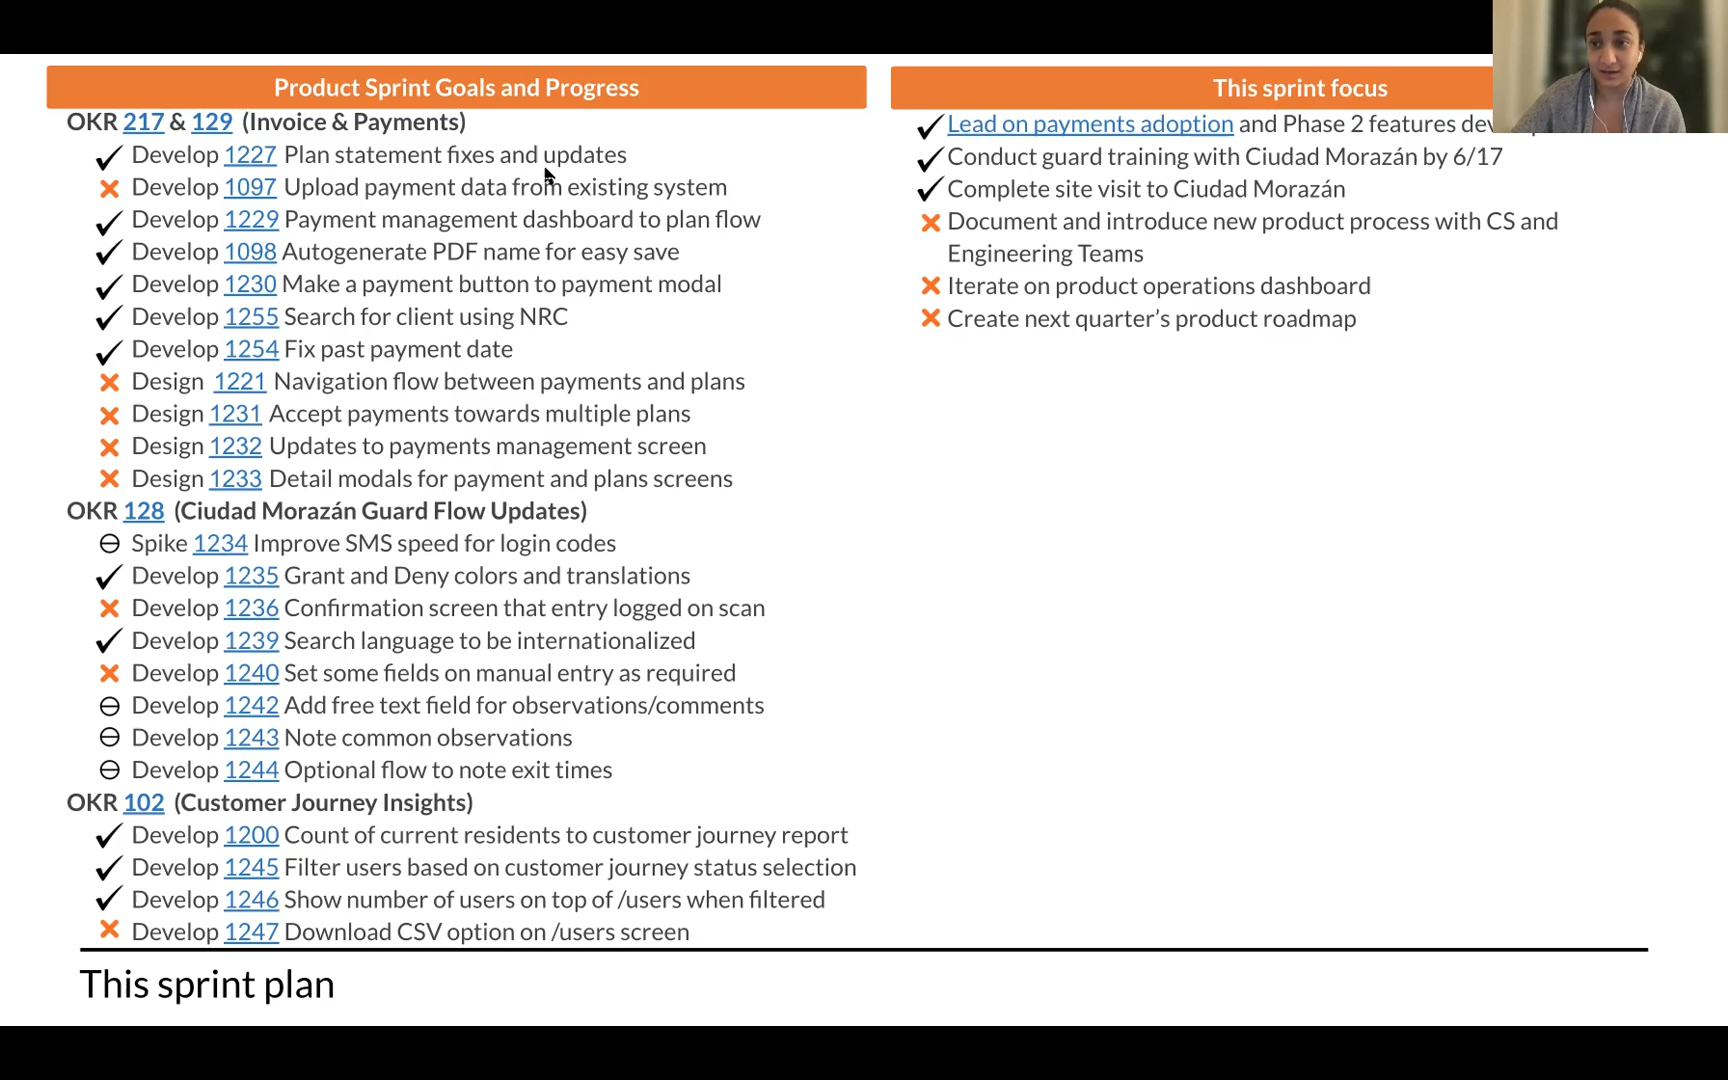 Product Sprint Goals and Progress
OKR 217 & 129 (Invoice & Payments)
Develop 1227 Plan statement fixes and updates
Develop 1097 Upload payment data from existing system
Develop 1229 Payment management dashboard to plan flow
Develop 1098 Autogenerate PDF name for easy save
Develop 1230 Make a payment button to payment modal
Develop 1255 Search for client using NRC
Develop 1254 Fix past payment date
Design 1221 Navigation flow between payments and plans
Design 1231 Accept payments towards multiple plans
Design 1232 Updates to payments management screen
Design 1233 Detail modals for payment and plans screens
OKR 128 (Ciudad Morazán Guard Flow Updates)
Spike 1234 Improve SMS speed for login codes
Develop 1235 Grant and Deny colors and translations
Develop 1236 Confirmation screen that entry logged on scan
Develop 1239 Search language to be internationalized
Develop 1240 Set some fields on manual entry as required
Develop 1242 Add free text field for observations/comments
Develop 1243 Note common observations
Develop 1244 Optional flow to note exit times
OKR 102 (Customer Journey Insights)
Develop 1200 Count of current residents to customer journey report
Develop 1245 Filter users based on customer journey status selection
Develop 1246 Show number of users on top of /users when filtered
Develop 1247 Download CSV option on /users screen
This sprint focus
Lead on payments adoption and Phase 2 features
Conduct guard training with Ciudad Morazán by 6/17
Complete site visit to Ciudad Morazán
Document and introduce new product process with CS and
Engineering Teams
Iterate on product operations dashboard
Create next quarter’s product roadmap
This sprint plan